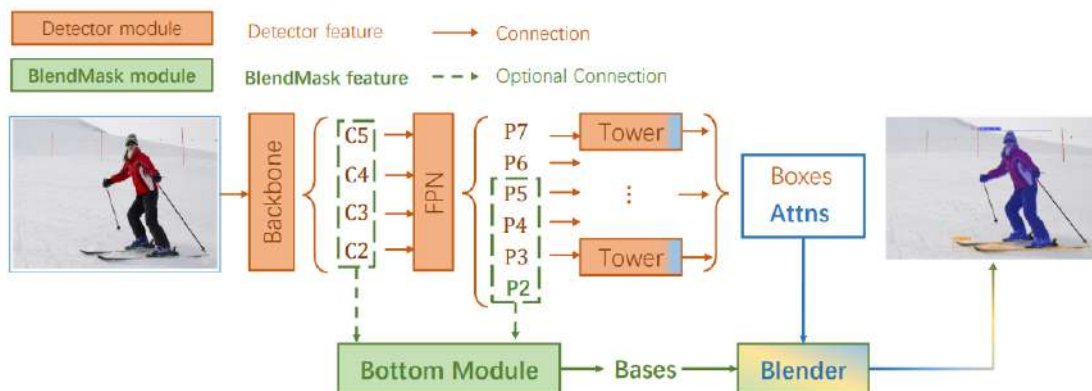 Detector module Detector feature Connection
BlendMask module BlendMask feature Optional Connection
Backbone
C5
C4
C3
C2
FPN
P7
P6
P5
P4
P3
P2
Tower
⋮
Tower
Boxes
Attns
Bottom Module
Bases
Blender